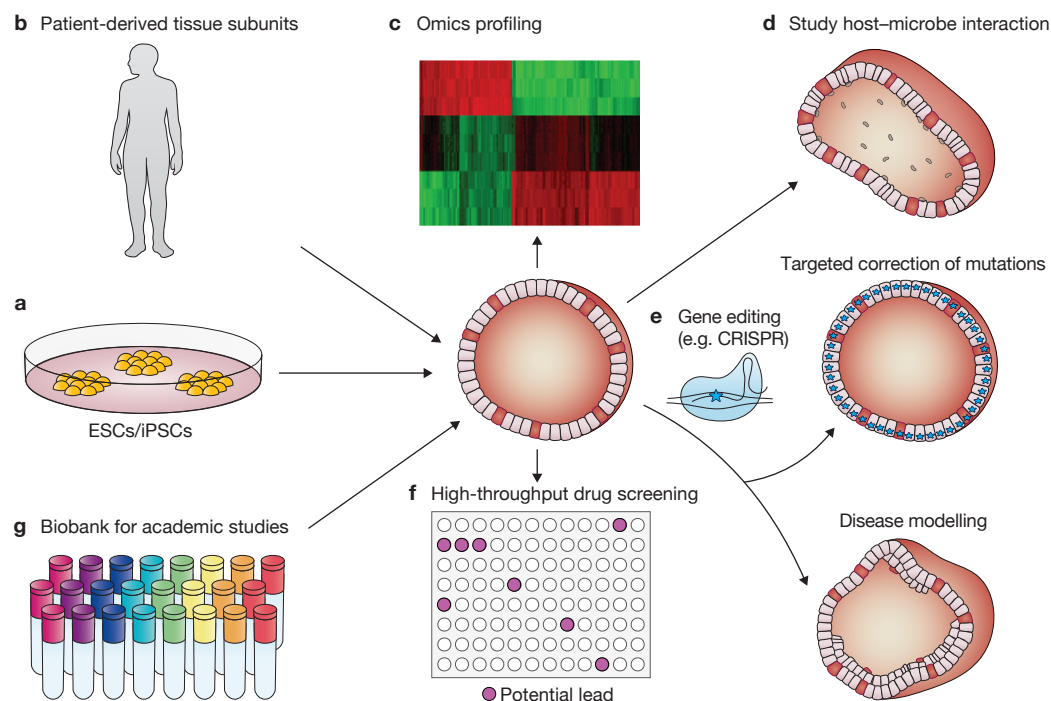 b Patient-derived tissue subunits
c Omics profiling
d Study host–microbe interaction
a
ESCs/iPSCs
Targeted correction of mutations
e Gene editing
(e.g. CRISPR)
g Biobank for academic studies
f High-throughput drug screening
Potential lead
Disease modelling